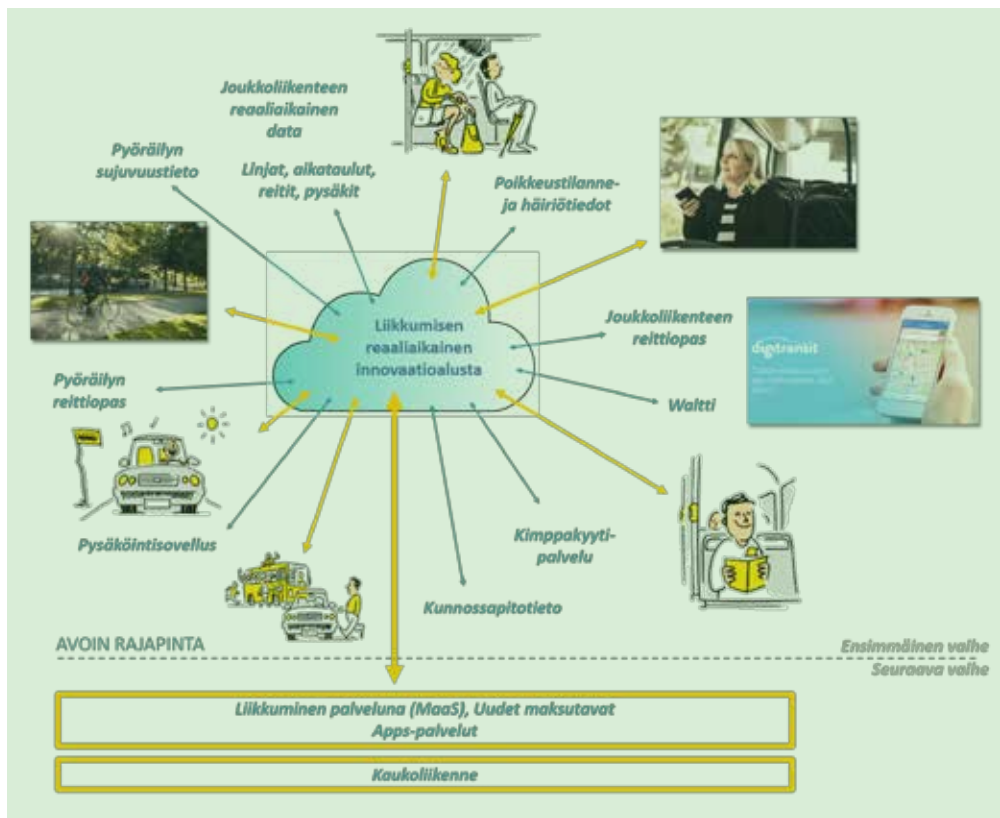 Joukkoliikenteen
reaaliaikainen
data
Pyöräilyn
sujuvuustieto
Linjat, aikataulut,
reitit, pysäkit
Poikkeustilanne-
ja häiriötiedot
Liikkumisen
reaaliaikainen
innovaatioalusta
Joukkoliikenteen
reittiopas
digitransit
Pyöräilyn
reittiopas
Waltti
Pysäköintisovellus
Kimppakyyti-
palvelu
Kunnossapitotieto
AVOIN RAJAPINTA
Ensimmäinen vaihe
Seuraava vaihe
Liikkuminen palveluna (MaaS), Uudet maksutavat
Apps-palvelut
Kaukoliikenne